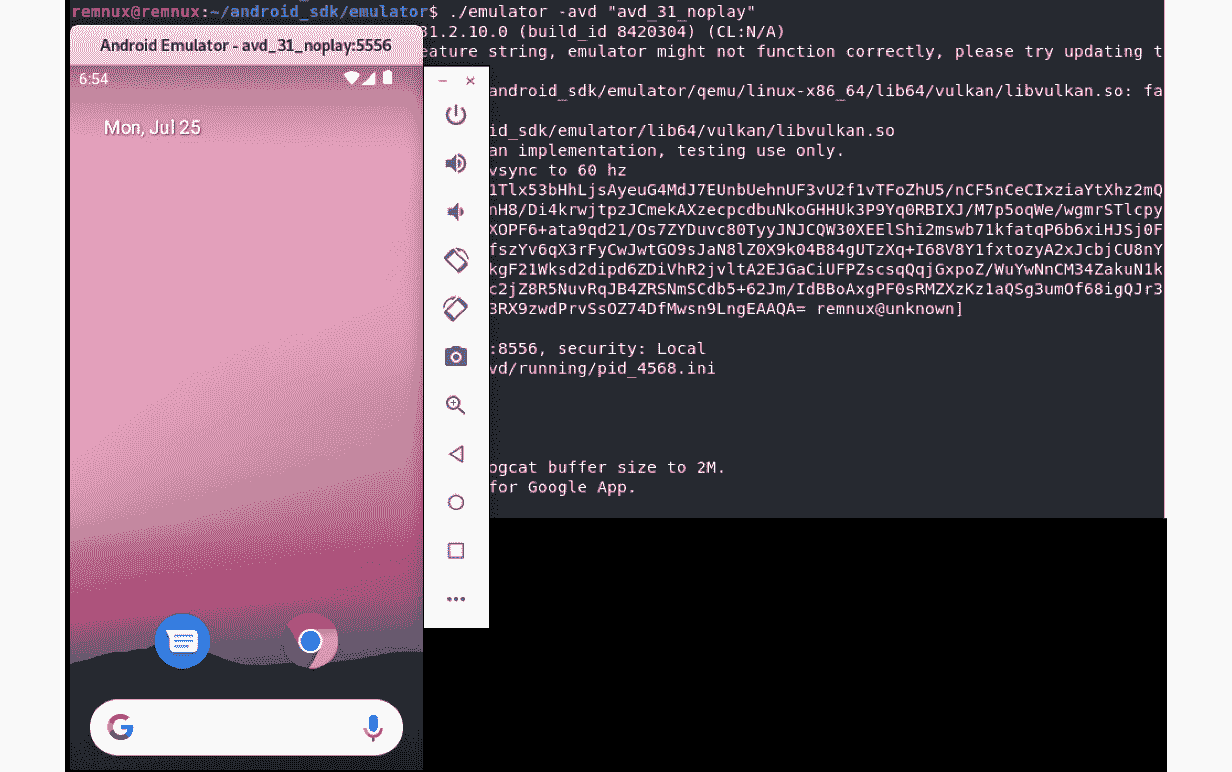 remnux@remnux:~/android_sdk/emulator$ ./emulator -avd "avd_31_noplay"
31.2.10.0 (build_id 8420304) (CL:N/A)
Android Emulator - avd_31_noplay:5556
eature string, emulator might not function correctly, please try updating t
6:54
android_sdk/emulator/qemu/linux-x86_64/lib64/vulkan/libvulkan.so: fa
Mon, Jul 25
id_sdk/emulator/lib64/vulkan/libvulkan.so
an implementation, testing use only.
vsync to 60 hz
1Tlx53bHhLjsAyeuG4MdJ7EUnbUehnUF3vU2f1vTFoZhU5/nCF5nCeCIxziaYtXhz2mQ
nH8/Di4krwjtpzJCmekAXzecpcdbuNkoGHHUk3P9Yq0RBIXJ/M7p5oqWe/wgmrSTlcpy
XOPF6+ata9qd21/Os7ZYDuvc80TyyJNJCQW30XEElShi2mswb71kfatqP6b6xiHJSj0F
fszYv6qX3rFyCwJwtGO9sJaN8lZ0X9k04B84gUTzXq+I68V8Y1fxtozyA2xJcbjCU8nY
kgF21Wksd2dipd6ZDiVhR2jvltA2EJGaCiUFPZscsqQqjGxpoZ/WuYwNnCM34ZakuN1k
c2jZ8R5NuvRqJB4ZRSNmSCdb5+62Jm/IdBBoAxgPF0sRMZXzKz1aQSg3umOf68igQJr3
3RX9zwdPrvSsOZ74DfMwsn9LngEAAQA= remnux@unknown]
:8556, security: Local
vd/running/pid_4568.ini
ogcat buffer size to 2M.
for Google App.